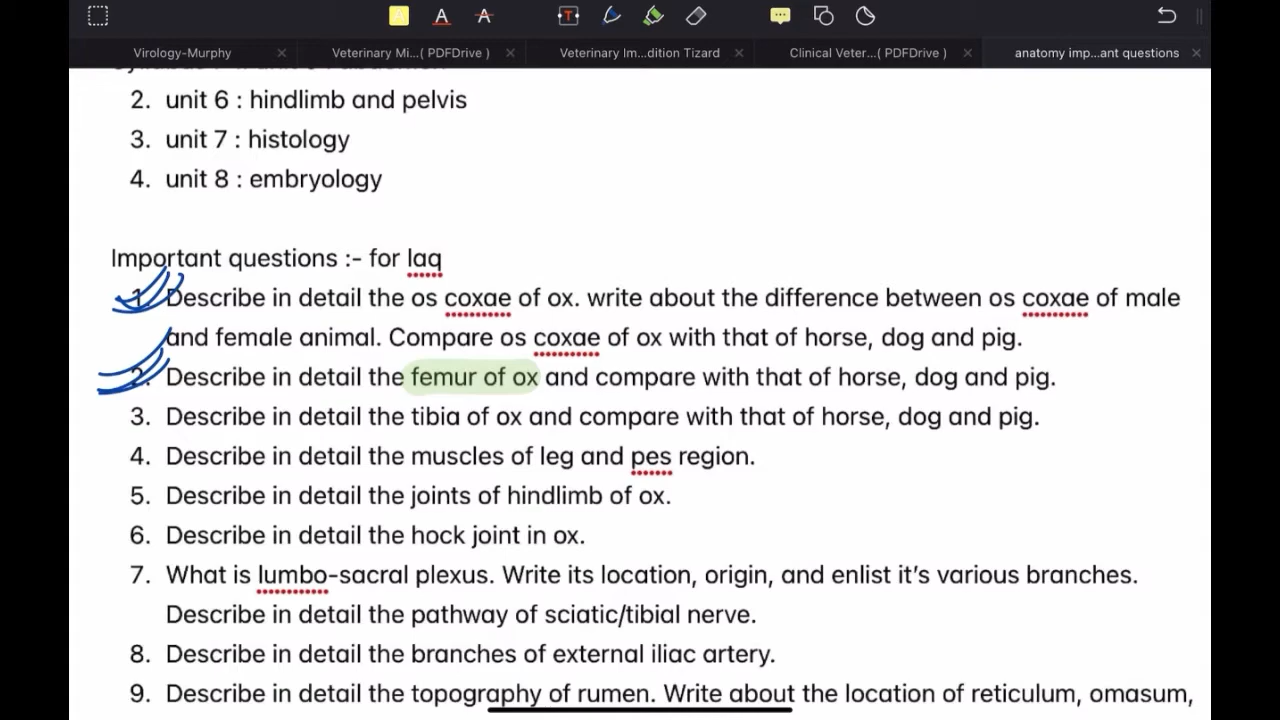 Virology-Murphy
Veterinary Mi...( PDFDrive )
Veterinary Im...dition Tizard
Clinical Veter...( PDFDrive )
anatomy imp...ant questions
2. unit 6 : hindlimb and pelvis
3. unit 7 : histology
4. unit 8 : embryology
Important questions :- for laq
1. Describe in detail the os coxae of ox. write about the difference between os coxae of male
and female animal. Compare os coxae of ox with that of horse, dog and pig.
2. Describe in detail the femur of ox and compare with that of horse, dog and pig.
3. Describe in detail the tibia of ox and compare with that of horse, dog and pig.
4. Describe in detail the muscles of leg and pes region.
5. Describe in detail the joints of hindlimb of ox.
6. Describe in detail the hock joint in ox.
7. What is lumbo-sacral plexus. Write its location, origin, and enlist it's various branches.
Describe in detail the pathway of sciatic/tibial nerve.
8. Describe in detail the branches of external iliac artery.
9. Describe in detail the topography of rumen. Write about the location of reticulum, omasum,